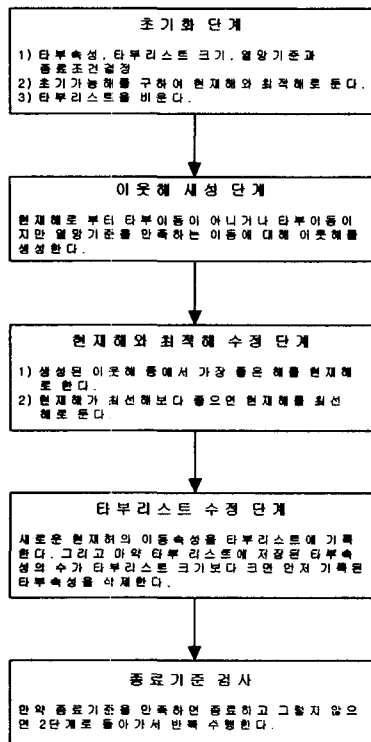 초기화 단계
1) 타부속성, 타부리스트 크기, 열망기준과
종료조건결정
2) 초기가능해를 구하여 현재해와 최적해로 둔다.
3) 타부리스트을 비운다.
이웃해 생성 단계
현재해로 부터 타부이동이 아니거나 타부이동이
지만 열망기준를 만족하는 이동에 대해 이웃해를
생성한다.
현재해와 최적해 수정 단계
1) 생성된 이웃해 중에서 가장 좋은 해를 현재해
로 한다.
2) 현재해가 최선해보다 좋으면 현재해를 최선
해로 둔다.
타부리스트 수정 단계
새로운 현재해의 이동속성을 타부리스트에 기록
한다. 그리고 마약 타부 리스트에 저장된 타부속
성의 수가 타부리스트 크기보다 크면 먼저 기록된
타부속성을 삭제한다.
종료기준 검사
만약 종료기준을 만족하면 종료하고 그렇지 않으
면 2단계로 돌아가서 반복 수행한다.